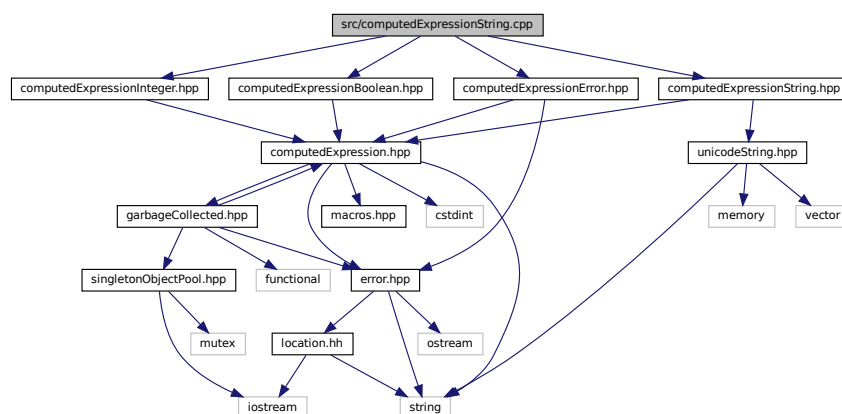 src/computedExpressionString.cpp
computedExpressionInteger.hpp
computedExpressionBoolean.hpp
computedExpressionError.hpp
computedExpressionString.hpp
computedExpression.hpp
unicodeString.hpp
garbageCollected.hpp
macros.hpp
cstdint
memory
vector
singletonObjectPool.hpp
functional
error.hpp
mutex
location.hh
ostream
iostream
string